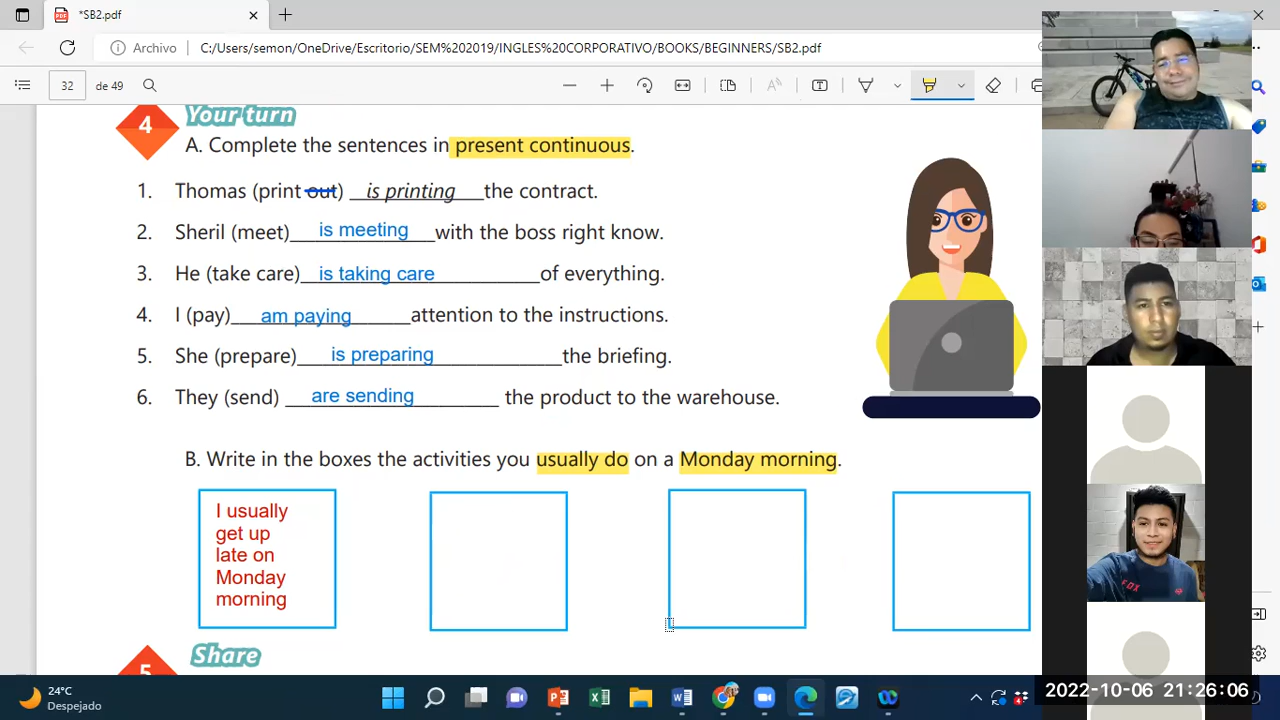 *SB2.pdf
Archivo C:/Users/semon/OneDrive/Escritorio/SEM%202019/INGLES%20CORPORATIVO/BOOKS/BEGINNERS/SB2.pdf
32 de 49
4 Your turn
A. Complete the sentences in present continuous.
1. Thomas (print out) __is printing___the contract.
2. Sheril (meet) is meeting with the boss right know.
3. He (take care) is taking care of everything.
4. I (pay) am paying attention to the instructions.
5. She (prepare) is preparing the briefing.
6. They (send) are sending the product to the warehouse.
B. Write in the boxes the activities you usually do on a Monday morning.
I usually
get up
late on
Monday
morning
5 Share
FOX
24°C
Despejado
2022-10-06 21:26:06